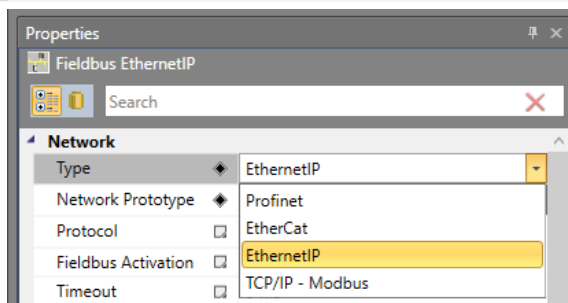 Properties
Fieldbus EthernetIP
Search
Network
Type EthernetIP
Network Prototype Profinet
Protocol EtherCat
Fieldbus Activation EthernetIP
Timeout TCP/IP - Modbus